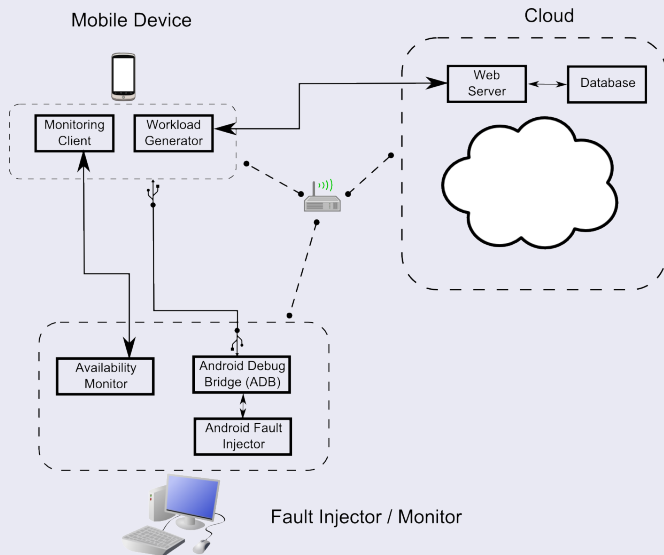 Mobile Device
Cloud
Monitoring
Client
Workload
Generator
Web
Server
Database
Availability
Monitor
Android Debug
Bridge (ADB)
Android Fault
Injector
Fault Injector / Monitor